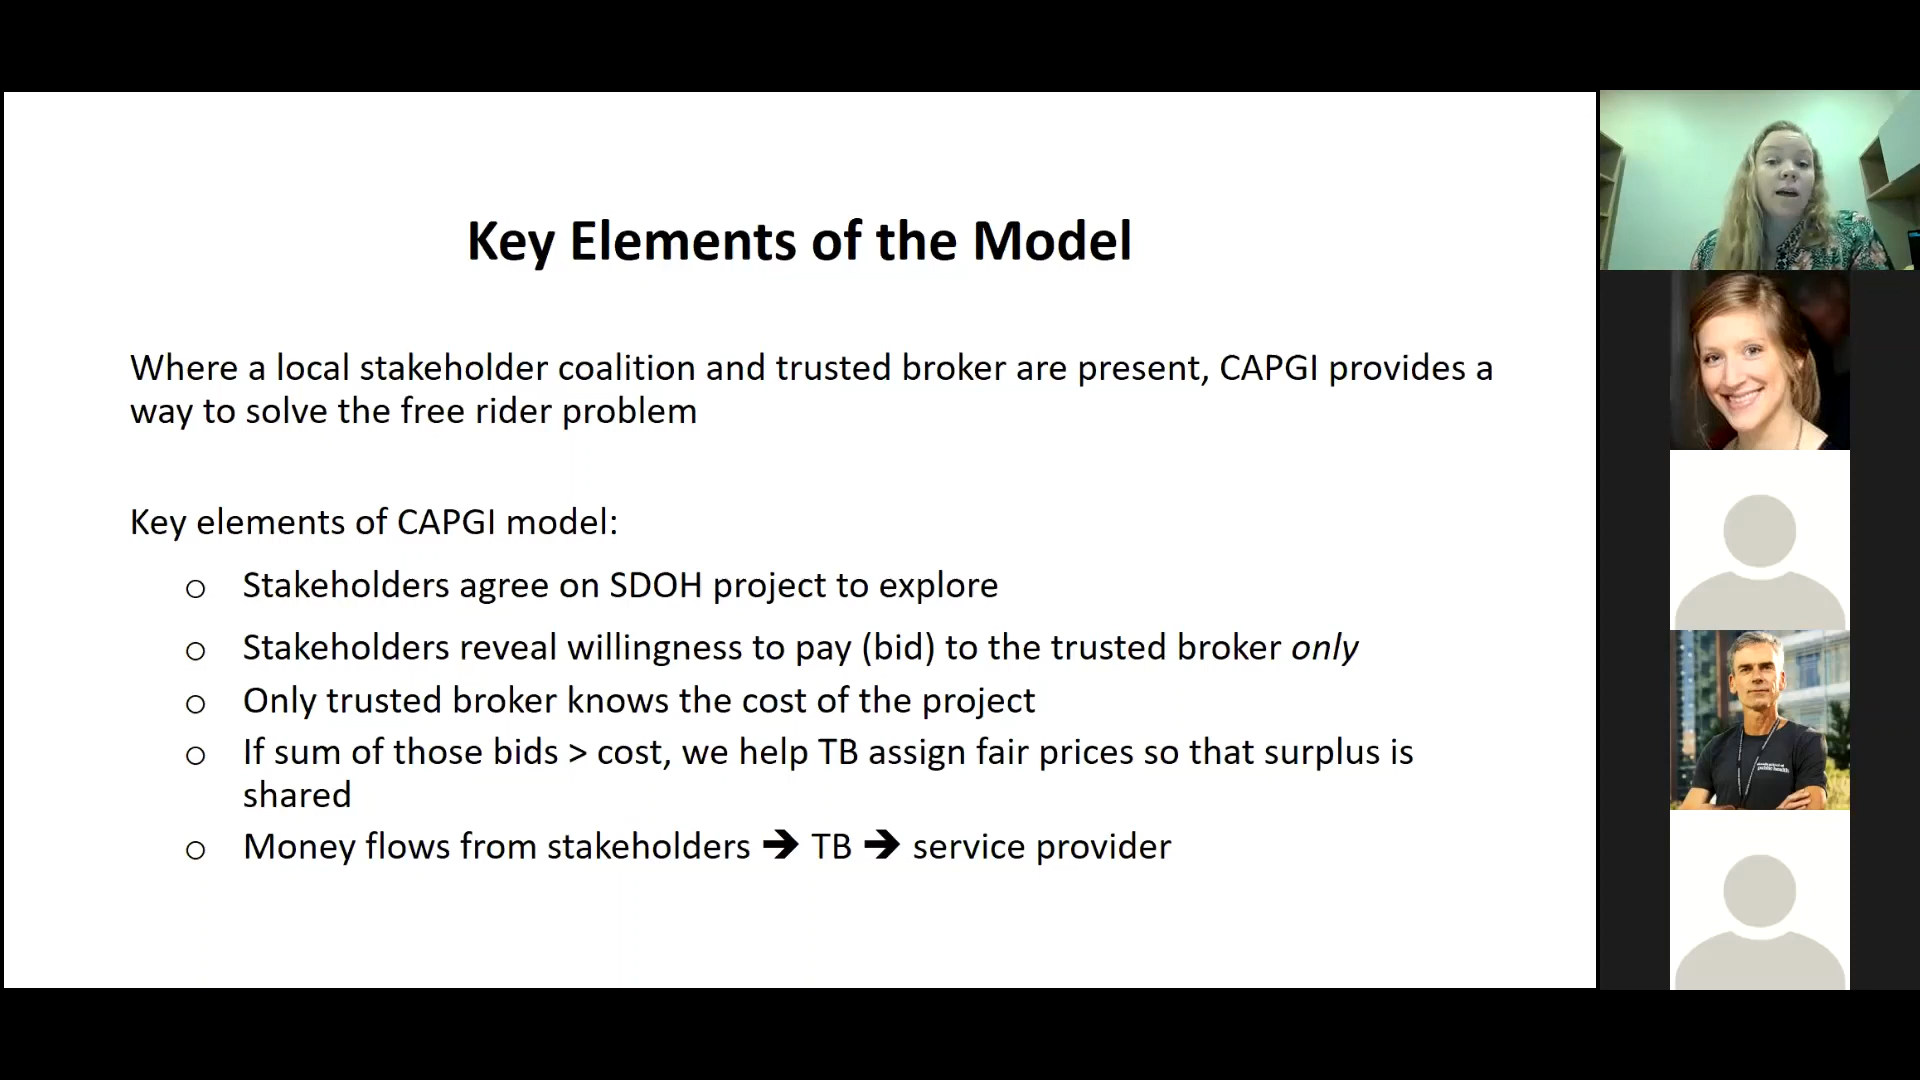 Key Elements of the Model
Where a local stakeholder coalition and trusted broker are present, CAPGI provides a
way to solve the free rider problem
Key elements of CAPGI model:
o Stakeholders agree on SDOH project to explore
o Stakeholders reveal willingness to pay (bid) to the trusted broker only
o Only trusted broker knows the cost of the project
o If sum of those bids > cost, we help TB assign fair prices so that surplus is
shared
o Money flows from stakeholders ➔ TB ➔ service provider
public health